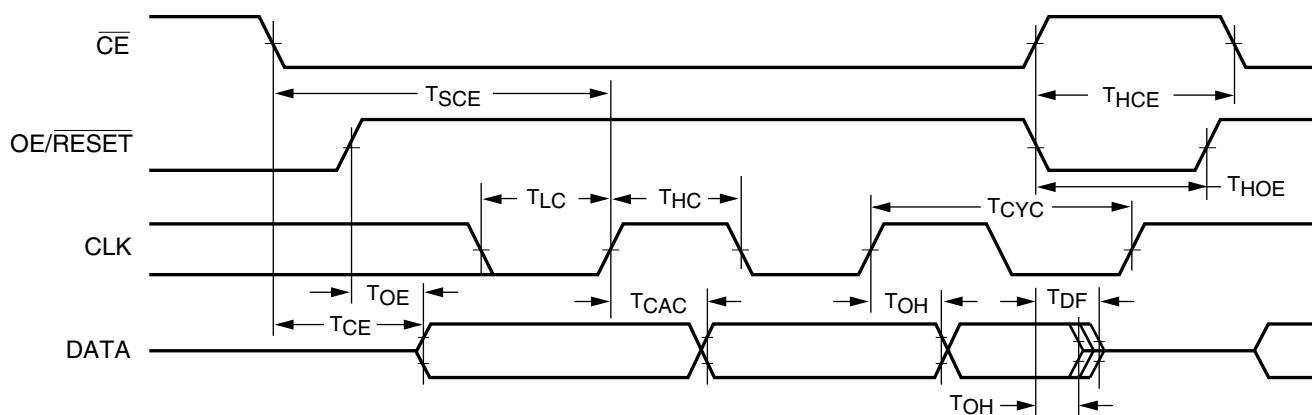 CE
TSCE
THCE
OE/RESET
TLC
THC
TCYC
THOE
CLK
TOE
TCAC
TOH
TDF
TCE
DATA
TOH